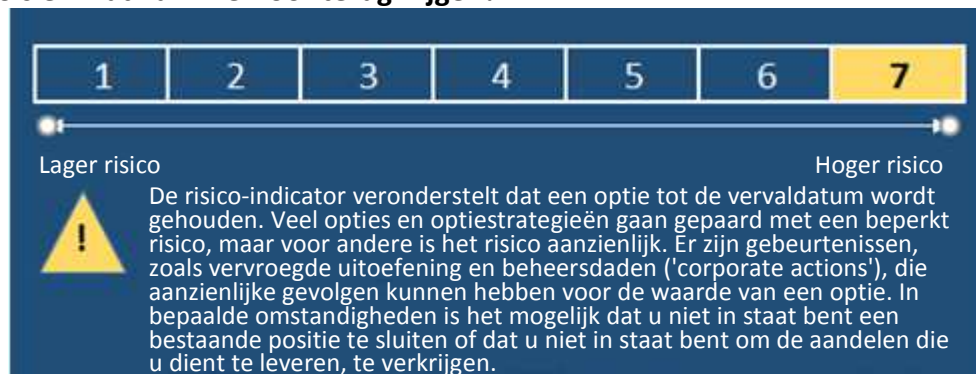 1 2 3 4 5 6 7
Lager risico Hoger risico
De risico-indicator veronderstelt dat een optie tot de vervaldatum wordt
gehouden. Veel opties en optiestrategieën gaan gepaard met een beperkt
! risico, maar voor andere is het risico aanzienlijk. Er zijn gebeurtenissen,
zoals vervroegde uitoefening en beheersdaden ('corporate actions'), die
aanzienlijke gevolgen kunnen hebben voor de waarde van een optie. In
bepaalde omstandigheden is het mogelijk dat u niet in staat bent een
bestaande positie te sluiten of dat u niet in staat bent om de aandelen die
u dient te leveren, te verkrijgen.